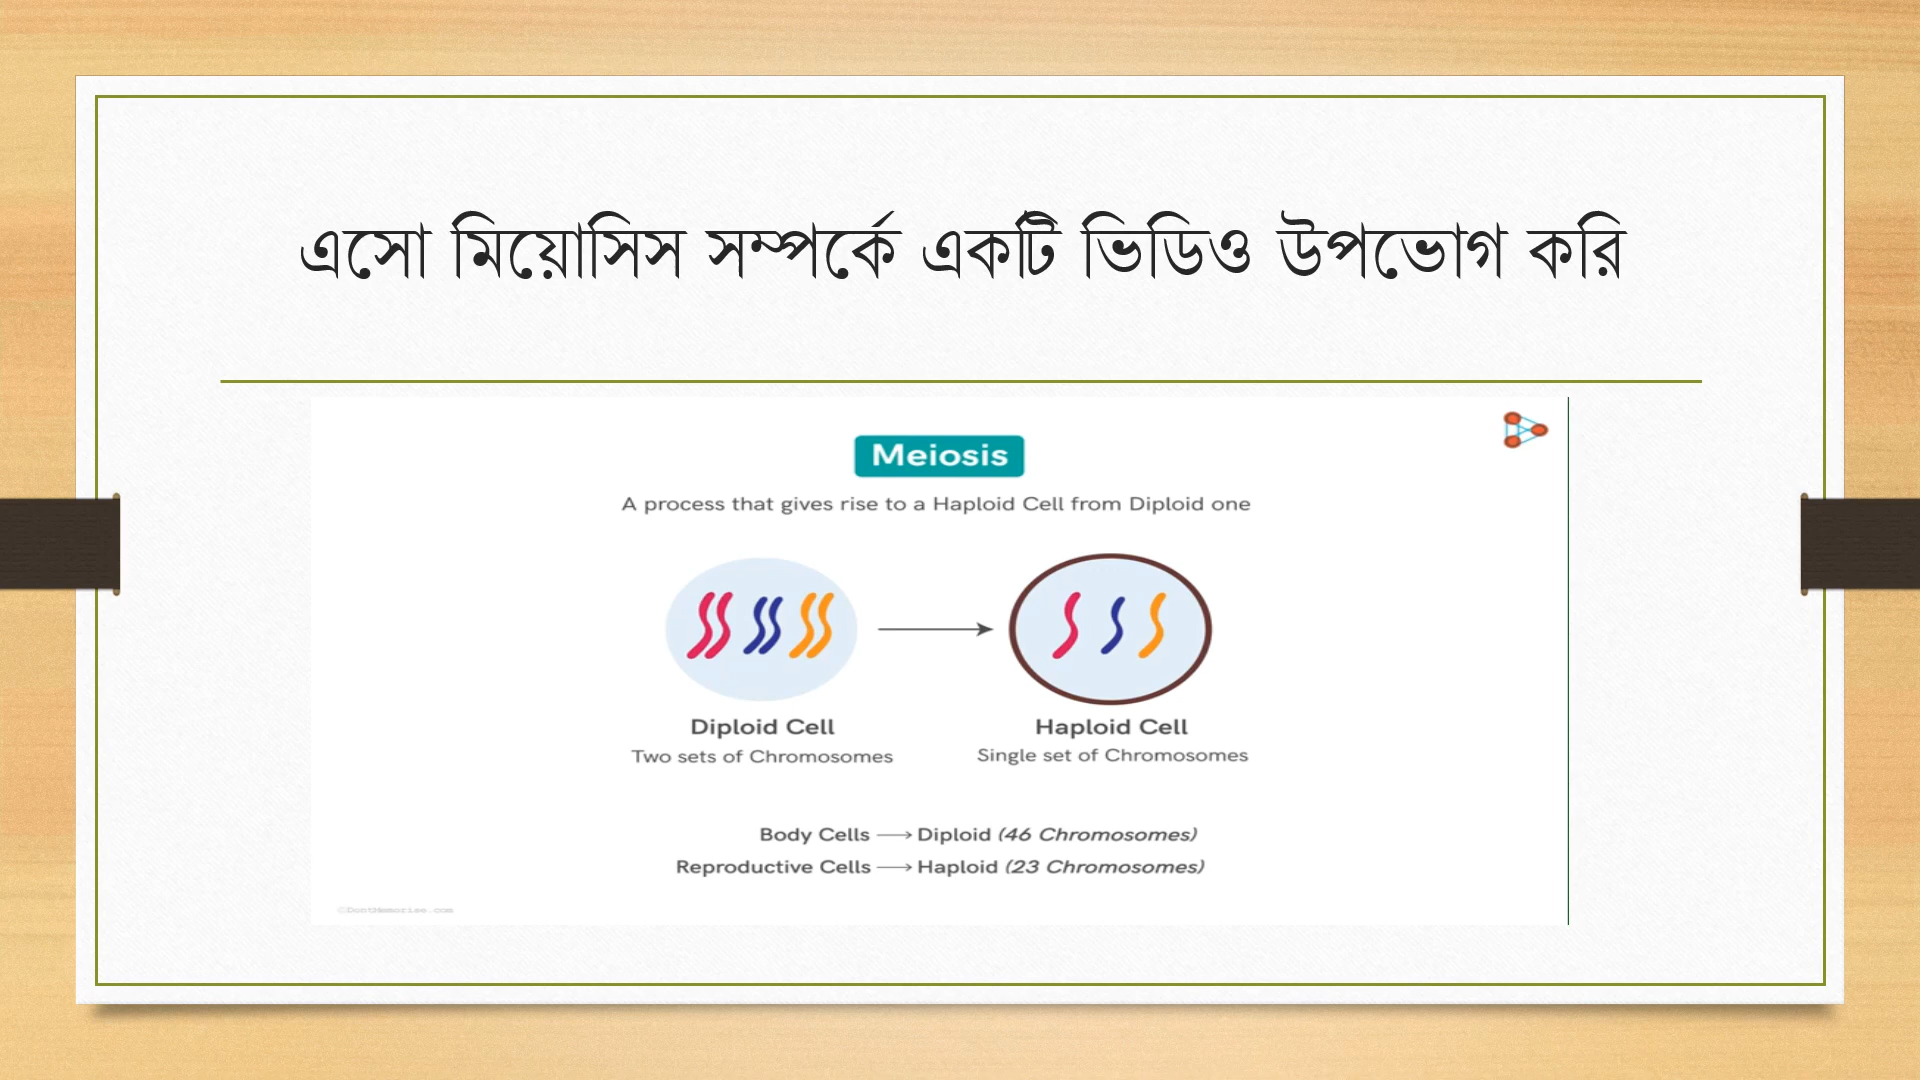 এসো মিয়োসিস সম্পর্কে একটি ভিডিও উপভোগ করি
Meiosis
A process that gives rise to a Haploid Cell from Diploid one
Diploid Cell
Two sets of Chromosomes
Haploid Cell
Single set of Chromosomes
Body Cells ⟶ Diploid (46 Chromosomes)
Reproductive Cells ⟶ Haploid (23 Chromosomes)
©DontMemorise.com